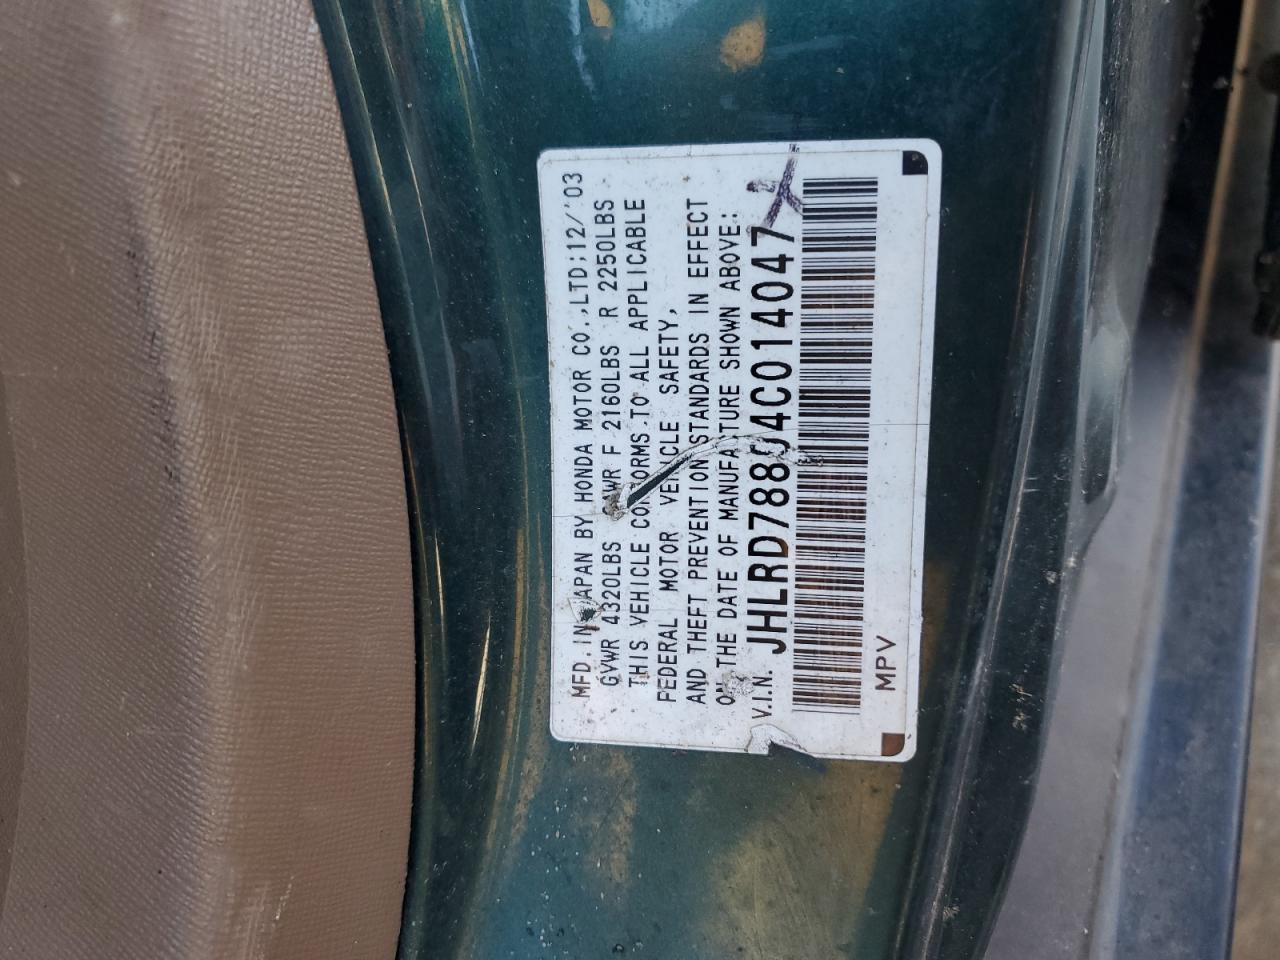 MFD. IN JAPAN BY HONDA MOTOR CO.,LTD;12/'03
GVWR 4320LBS GAWR F 2160LBS R 2250LBS
THIS VEHICLE CONFORMS TO ALL APPLICABLE
FEDERAL MOTOR VEHICLE SAFETY,
AND THEFT PREVENTION STANDARDS IN EFFECT
ON THE DATE OF MANUFACTURE SHOWN ABOVE:
V.I.N. JHLRD78804C014047
MPV